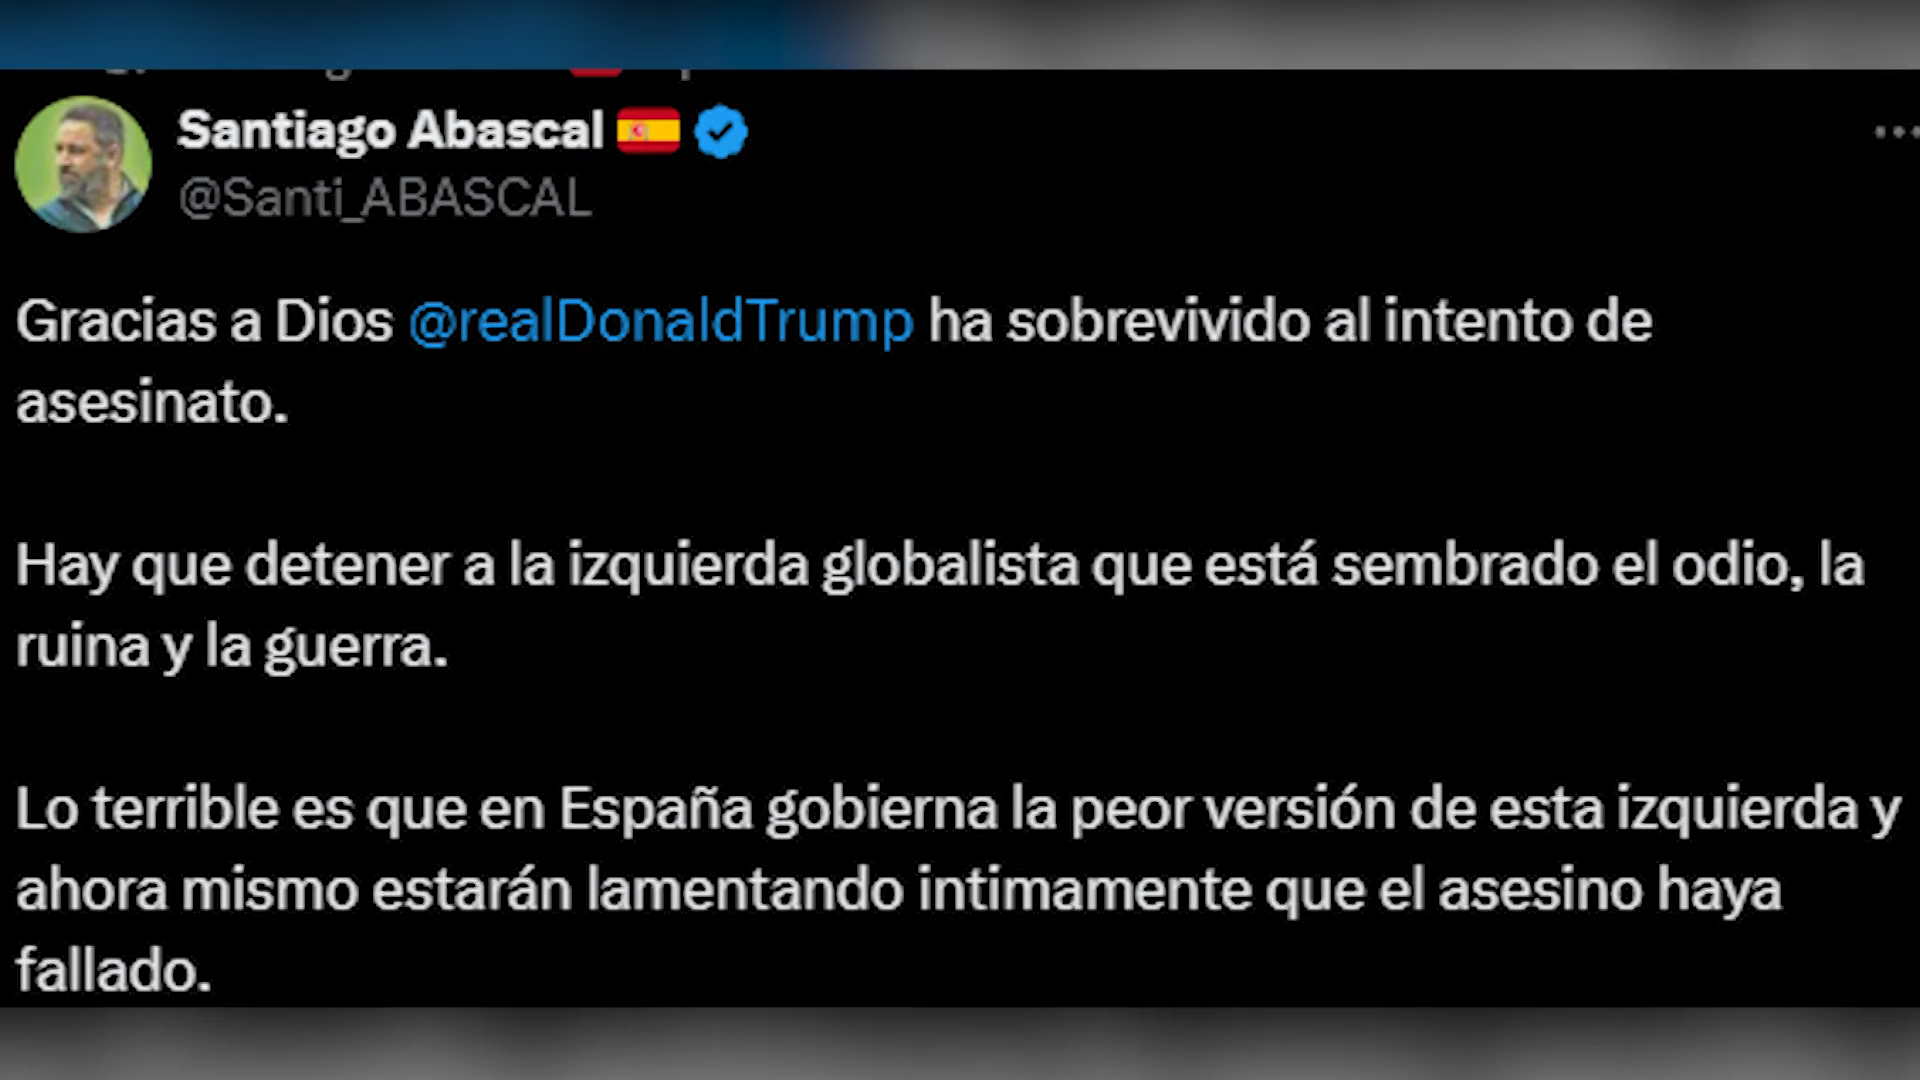 Santiago Abascal
@Santi_ABASCAL
Gracias a Dios @realDonaldTrump ha sobrevivido al intento de
asesinato.
Hay que detener a la izquierda globalista que está sembrado el odio, la
ruina y la guerra.
Lo terrible es que en España gobierna la peor versión de esta izquierda y
ahora mismo estarán lamentando intimamente que el asesino haya
fallado.